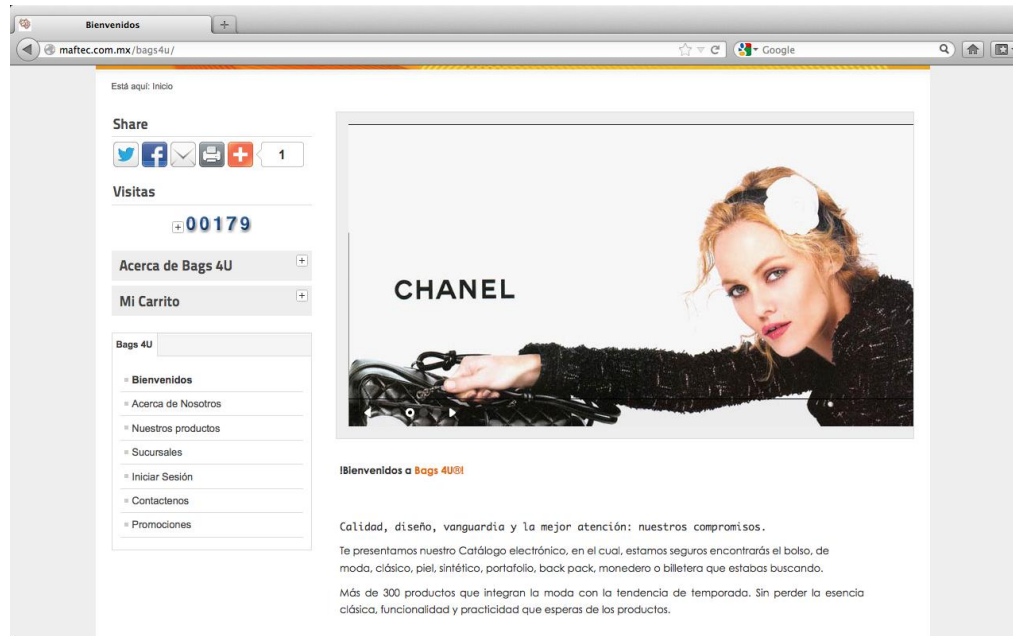 Bienvenidos
maftec.com.mx/bags4u/
Google
Está aquí: Inicio
Share
1
Visitas
00179
Acerca de Bags 4U
Mi Carrito
Bags 4U
Bienvenidos
Acerca de Nosotros
Nuestros productos
Sucursales
Iniciar Sesión
Contactenos
Promociones
CHANEL
!Bienvenidos a Bags 4U®!
Calidad, diseño, vanguardia y la mejor atención: nuestros compromisos.
Te presentamos nuestro Catálogo electrónico, en el cual, estamos seguros encontrarás el bolso, de
moda, clásico, piel, sintético, portafolio, back pack, monedero o billetera que estabas buscando.
Más de 300 productos que integran la moda con la tendencia de temporada. Sin perder la esencia
clásica, funcionalidad y practicidad que esperas de los productos.